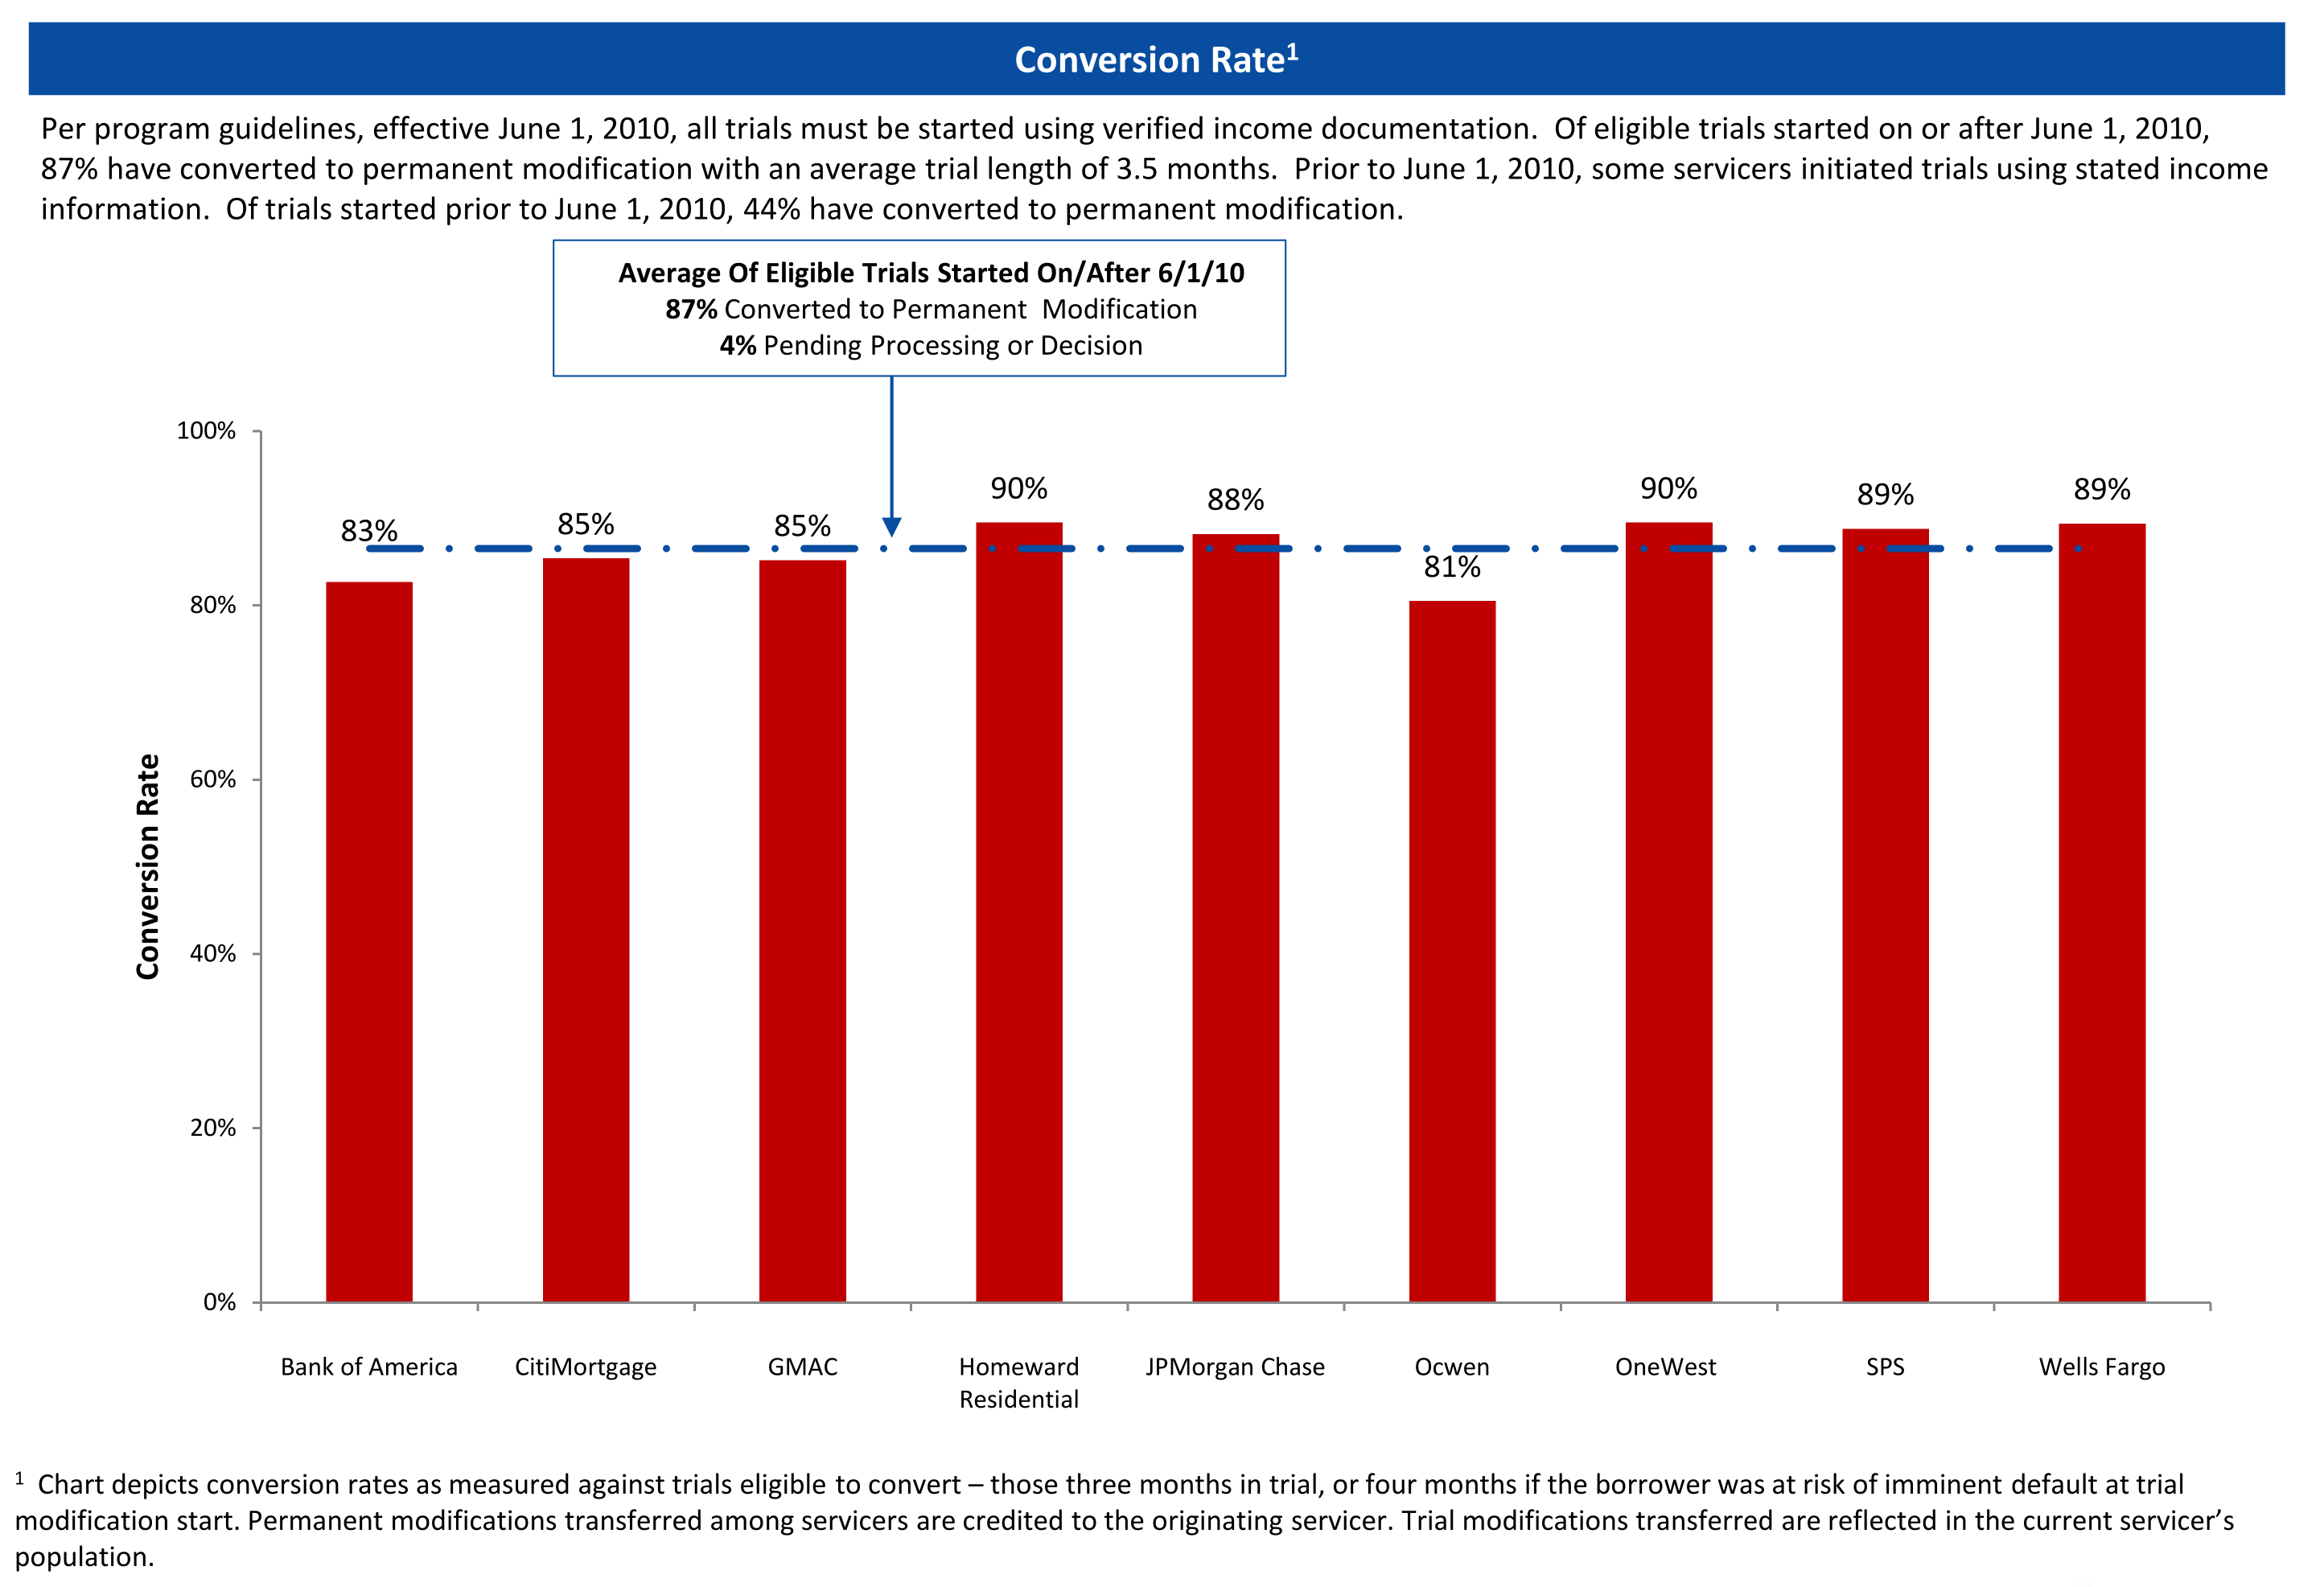 Conversion Rate1
Per program guidelines, effective June 1, 2010, all trials must be started using verified income documentation.  Of eligible trials started on or after June 1, 2010,
87% have converted to permanent modification with an average trial length of 3.5 months.  Prior to June 1, 2010, some servicers initiated trials using stated income
information.  Of trials started prior to June 1, 2010, 44% have converted to permanent modification.
Average Of Eligible Trials Started On/After 6/1/10
87% Converted to Permanent  Modification
4% Pending Processing or Decision
100%
80%
60%
40%
20%
0%
Conversion Rate
83%
85%
85%
90%
88%
81%
90%
89%
89%
Bank of America
CitiMortgage
GMAC
Homeward
Residential
JPMorgan Chase
Ocwen
OneWest
SPS
Wells Fargo
1  Chart depicts conversion rates as measured against trials eligible to convert – those three months in trial, or four months if the borrower was at risk of imminent default at trial
modification start. Permanent modifications transferred among servicers are credited to the originating servicer. Trial modifications transferred are reflected in the current servicer’s
population.